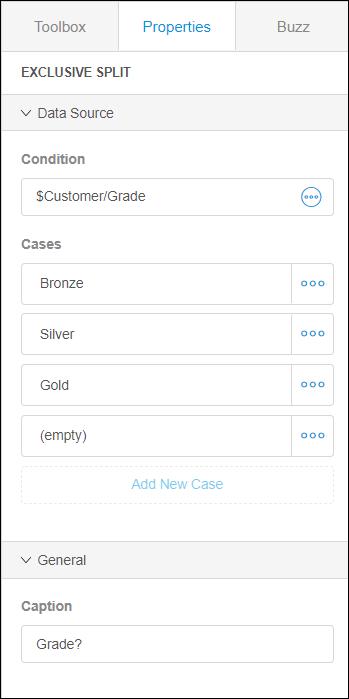 Toolbox Properties Buzz
EXCLUSIVE SPLIT
Data Source
Condition
$Customer/Grade
Cases
Bronze
Silver
Gold
(empty)
Add New Case
General
Caption
Grade?